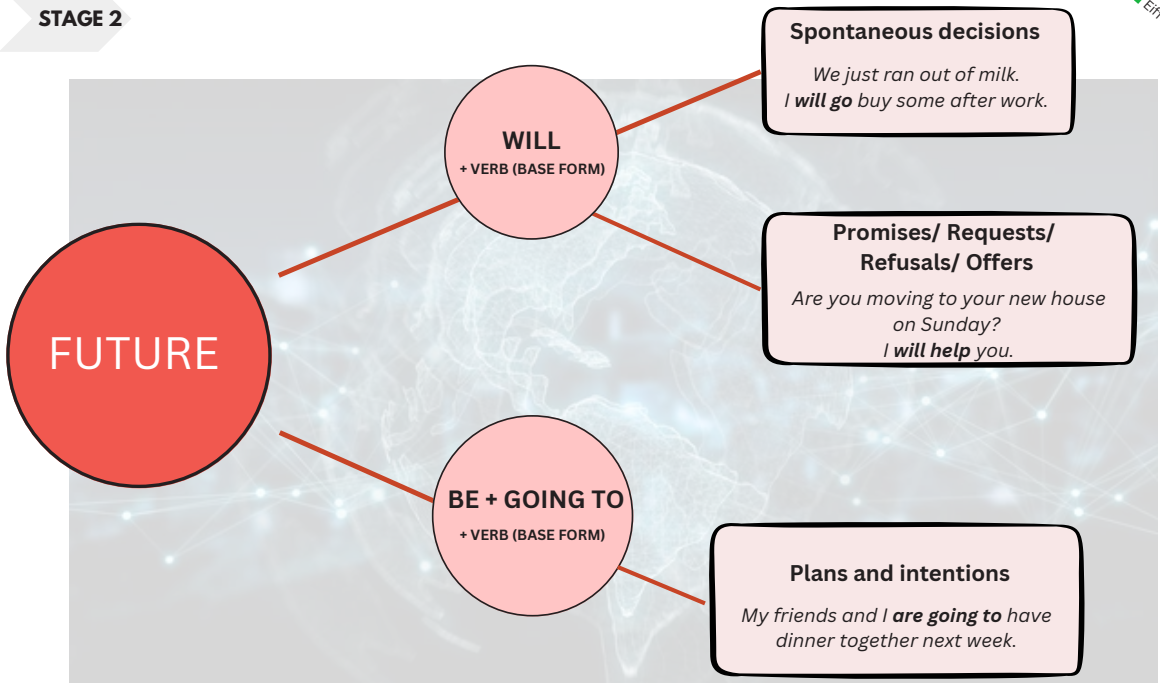 STAGE 2
FUTURE
WILL
+ VERB (BASE FORM)
Spontaneous decisions
We just ran out of milk.
I will go buy some after work.
Promises/ Requests/
Refusals/ Offers
Are you moving to your new house
on Sunday?
I will help you.
BE + GOING TO
+ VERB (BASE FORM)
Plans and intentions
My friends and I are going to have
dinner together next week.